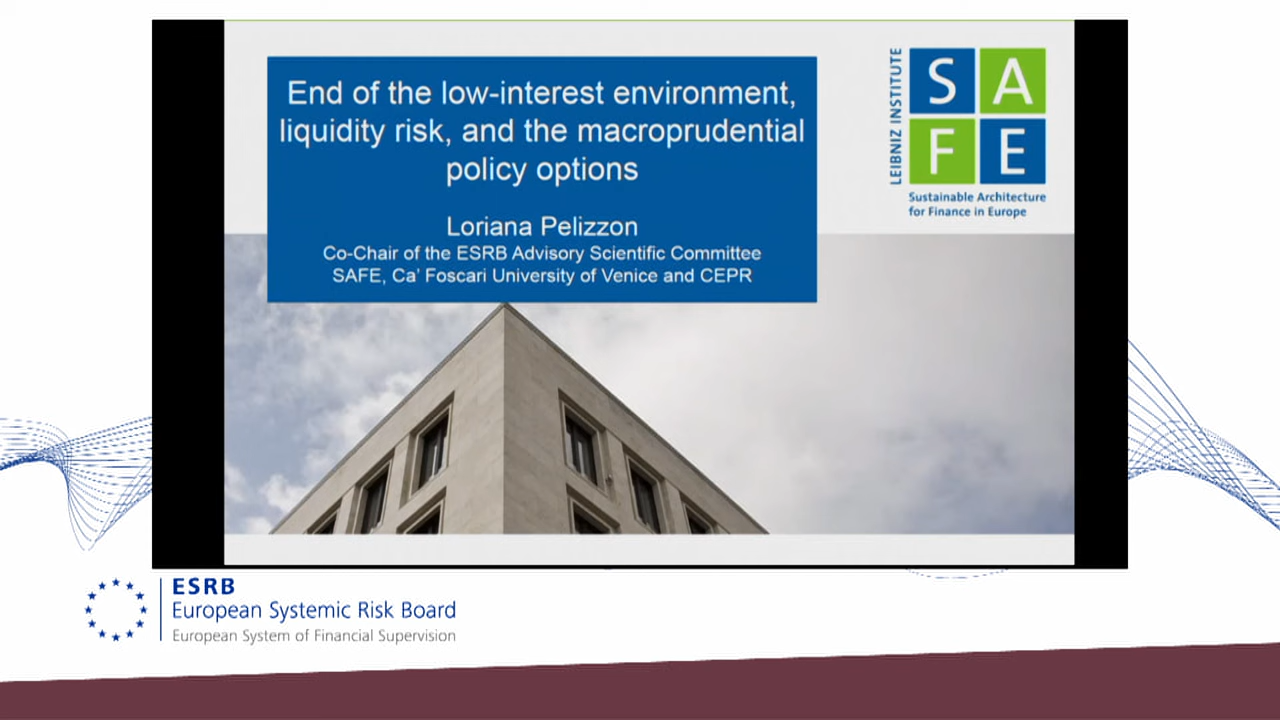 End of the low-interest environment,
liquidity risk, and the macroprudential
policy options
Loriana Pelizzon
Co-Chair of the ESRB Advisory Scientific Committee
SAFE, Ca' Foscari University of Venice and CEPR
LEIBNIZ INSTITUTE
S A
F E
Sustainable Architecture
for Finance in Europe
ESRB
European Systemic Risk Board
European System of Financial Supervision